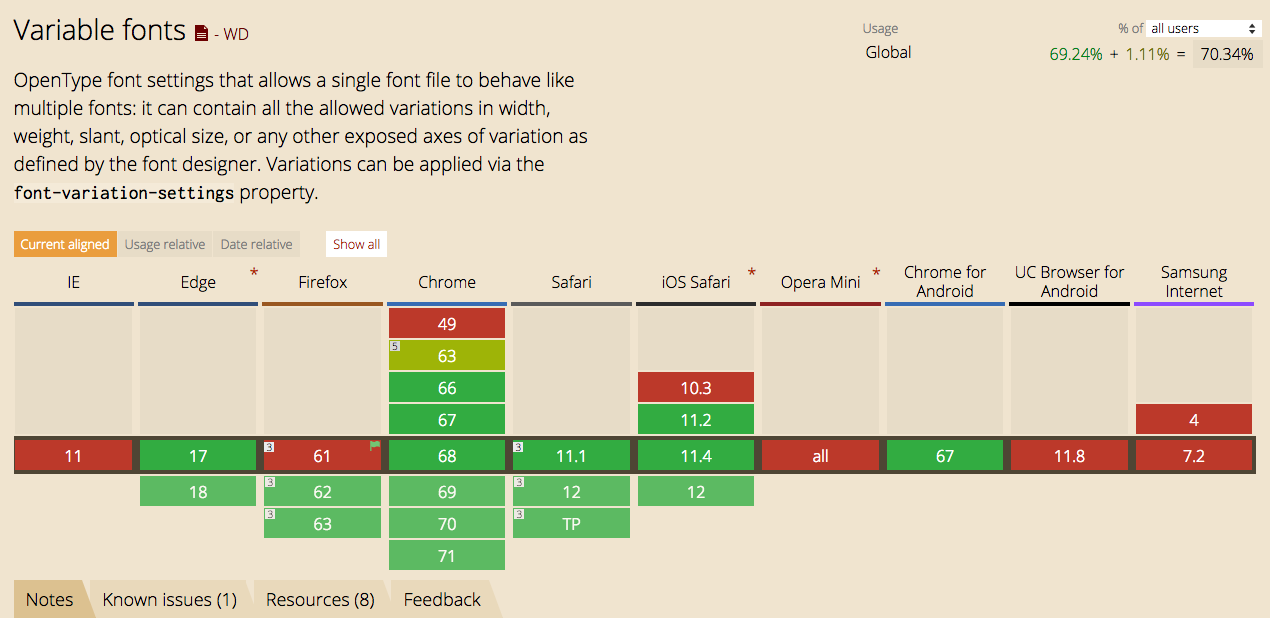 Variable fonts - WD
Usage % of all users
Global 69.24% + 1.11% = 70.34%
OpenType font settings that allows a single font file to behave like
multiple fonts: it can contain all the allowed variations in width,
weight, slant, optical size, or any other exposed axes of variation as
defined by the font designer. Variations can be applied via the
font-variation-settings property.
Current aligned Usage relative Date relative Show all
IE Edge * Firefox Chrome Safari iOS Safari * Opera Mini * Chrome for Android UC Browser for Android Samsung Internet
49
5 63
66 10.3
67 11.2 4
11 17 3 61 68 3 11.1 11.4 all 67 11.8 7.2
18 3 62 69 3 12 12
3 63 70 3 TP
71
Notes Known issues (1) Resources (8) Feedback